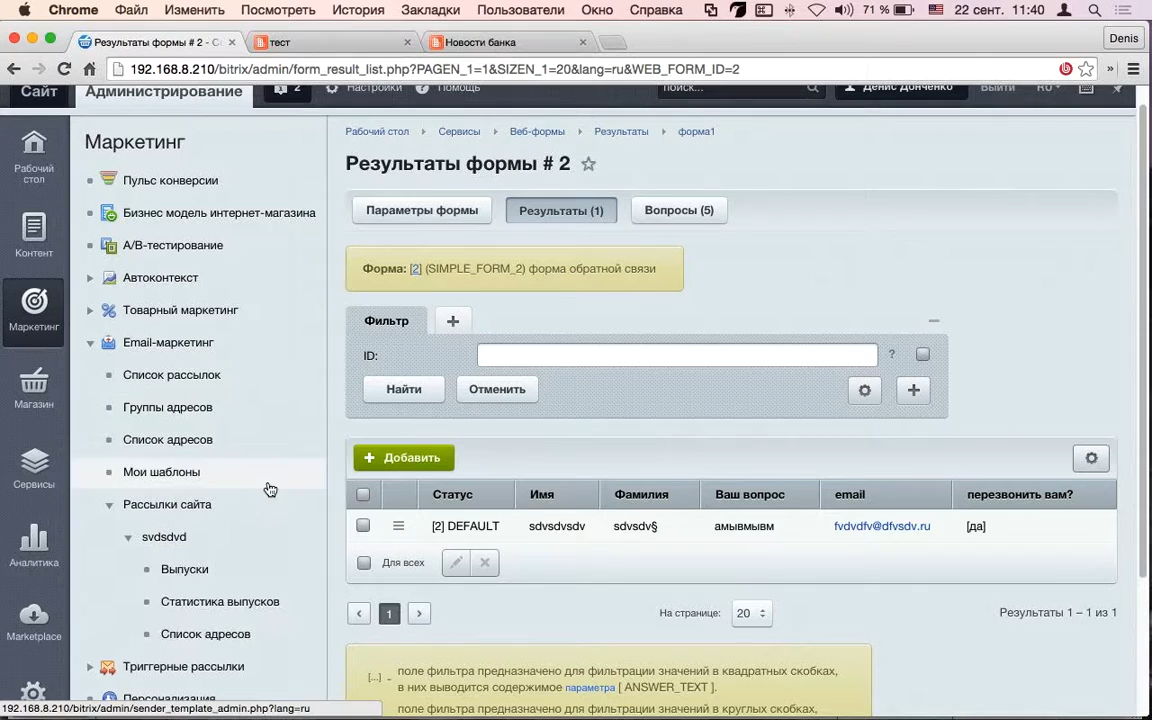 Chrome Файл Изменить Посмотреть История Закладки Пользователи Окно Справка 71 % 22 сент. 11:40
Результаты формы # 2 - С тест Новости банка Denis
192.168.8.210/bitrix/admin/form_result_list.php?PAGEN_1=1&SIZEN_1=20&lang=ru&WEB_FORM_ID=2
Сайт Администрирование 2 Настройки Помощь поиск... Денис Донченко Выйти RU
Рабочий стол
Контент
Маркетинг
Магазин
Сервисы
Аналитика
Marketplace
Маркетинг
Пульс конверсии
Бизнес модель интернет-магазина
A/B-тестирование
Автоконтекст
Товарный маркетинг
Email-маркетинг
Список рассылок
Группы адресов
Список адресов
Мои шаблоны
Рассылки сайта
svdsdvd
Выпуски
Статистика выпусков
Список адресов
Триггерные рассылки
Персонализация
Рабочий стол Сервисы Веб-формы Результаты форма1
Результаты формы # 2
Параметры формы Результаты (1) Вопросы (5)
Форма: [2] (SIMPLE_FORM_2) форма обратной связи
Фильтр
ID: ?
Найти Отменить
Добавить
Статус Имя Фамилия Ваш вопрос email перезвонить вам?
[2] DEFAULT sdvsdvsdv sdvsdv§ амывмывм fvdvdfv@dfvsdv.ru [да]
Для всех
1 На странице: 20 Результаты 1 – 1 из 1
[...] - поле фильтра предназначено для фильтрации значений в квадратных скобках,
в них выводится содержимое параметра [ ANSWER_TEXT ].
поле фильтра предназначено для фильтрации значений в круглых скобках,
192.168.8.210/bitrix/admin/sender_template_admin.php?lang=ru